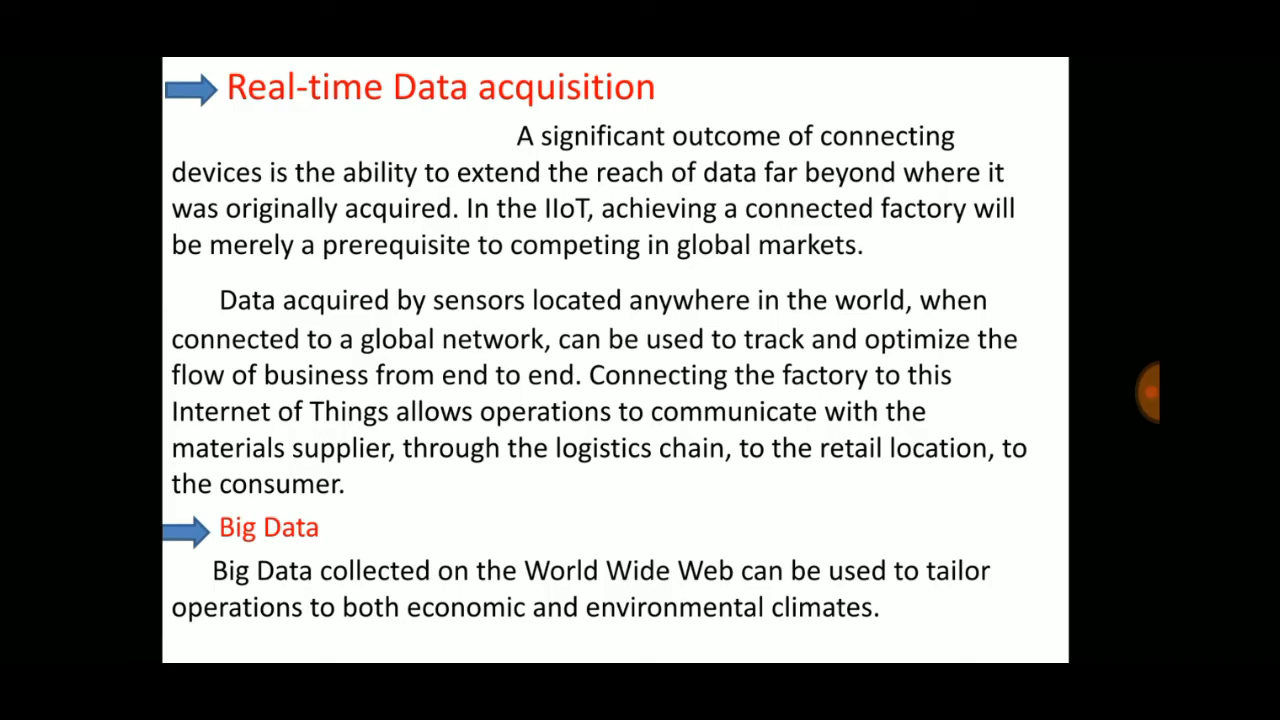 Real-time Data acquisition
A significant outcome of connecting
devices is the ability to extend the reach of data far beyond where it
was originally acquired. In the IIoT, achieving a connected factory will
be merely a prerequisite to competing in global markets.
Data acquired by sensors located anywhere in the world, when
connected to a global network, can be used to track and optimize the
flow of business from end to end. Connecting the factory to this
Internet of Things allows operations to communicate with the
materials supplier, through the logistics chain, to the retail location, to
the consumer.
Big Data
Big Data collected on the World Wide Web can be used to tailor
operations to both economic and environmental climates.